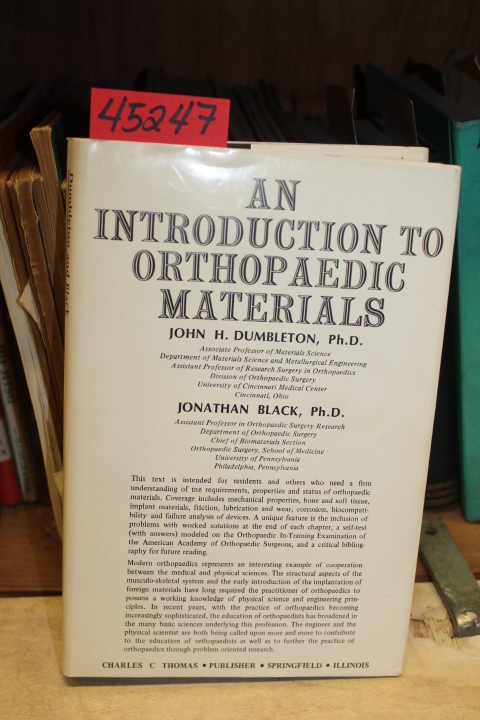 45247
AN
INTRODUCTION TO
ORTHOPAEDIC
MATERIALS
JOHN H. DUMBLETON, Ph.D.
Associate Professor of Materials Science
Department of Materials Science and Metallurgical Engineering
Assistant Professor of Research Surgery in Orthopaedics
Division of Orthopaedic Surgery
University of Cincinnati Medical Center
Cincinnati, Ohio
JONATHAN BLACK, Ph.D.
Assistant Professor in Orthopaedic Surgery Research
Department of Orthopaedic Surgery
Chief of Biomaterials Section
Orthopaedic Surgery, School of Medicine
University of Pennsylvania
Philadelphia, Pennsylvania
This text is intended for residents and others who need a firm
understanding of the requirements, properties and status of orthopaedic
materials. Coverage includes mechanical properties, bone and soft tissue,
implant materials, friction, lubrication and wear, corrosion, biocompati-
bility and failure analysis of devices. A unique feature is the inclusion of
problems with worked solutions at the end of each chapter, a self-test
(with answers) modeled on the Orthopaedic In-Training Examination of
the American Academy of Orthopaedic Surgeons, and a critical bibliog-
raphy for future reading.
Modern orthopaedics represents an interesting example of cooperation
between the medical and physical sciences. The structural aspects of the
musculo-skeletal system and the early introduction of the implantation of
foreign materials have long required the practitioner of orthopaedics to
possess a working knowledge of physical science and engineering prin-
ciples. In recent years, with the practice of orthopaedics becoming
increasingly sophisticated, the education of orthopaedists has broadened in
the many basic sciences underlying this profession. The engineer and the
physical scientist are both being called upon more and more to contribute
to the education of orthopaedists as well as to further the practice of
orthopaedics through problem oriented research.
CHARLES C THOMAS • PUBLISHER • SPRINGFIELD • ILLINOIS
Dumbleton and Black